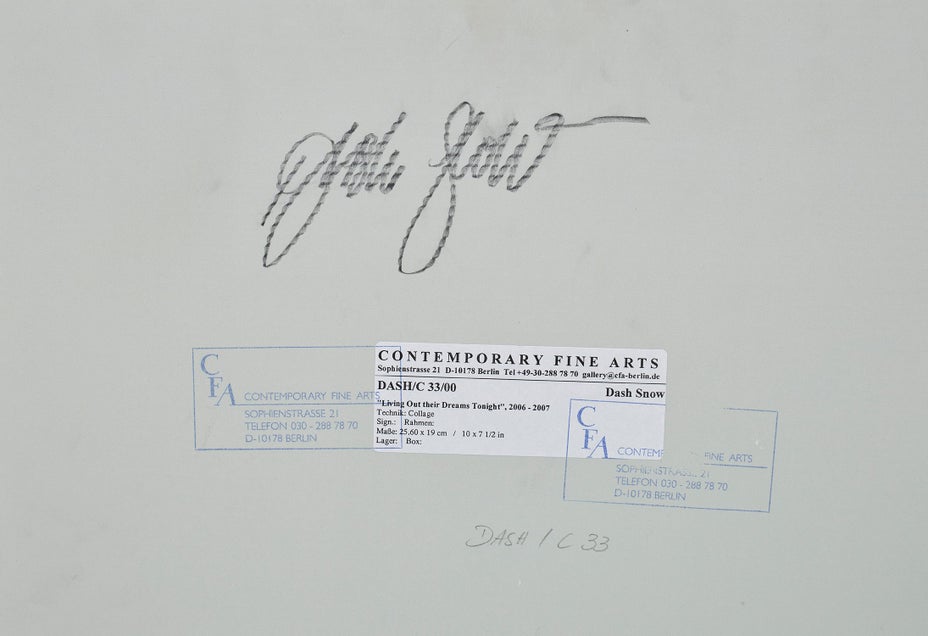 Dash Snow
CONTEMPORARY FINE ARTS
Sophienstrasse 21 D-10178 Berlin Tel +49-30-288 78 70 gallery@cfa-berlin.de
DASH/C 33/00
Dash Snow
"Living Out their Dreams Tonight", 2006 - 2007
Technik: Collage
Sign.: Rahmen:
Maße: 25,60 x 19 cm / 10 x 7 1/2 in
Lager: Box:
CFA
CONTEMPORARY FINE ARTS
SOPHIENSTRASSE 21
TELEFON 030 - 288 78 70
D-10178 BERLIN
CFA
CONTEMP FINE ARTS
SOPHIENSTRASSE 21
TELEFON 030 - 288 78 70
D-10178 BERLIN
DASH / C 33